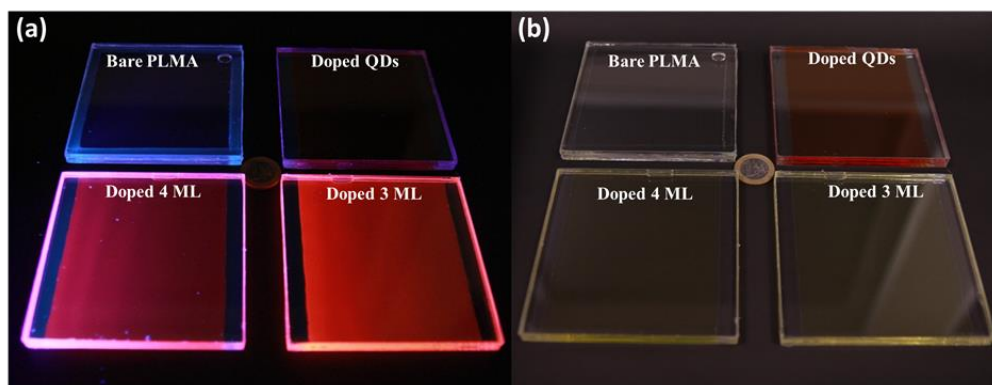 (a)
Bare PLMA
Doped QDs
Doped 4 ML
Doped 3 ML
(b)
Bare PLMA
Doped QDs
Doped 4 ML
Doped 3 ML